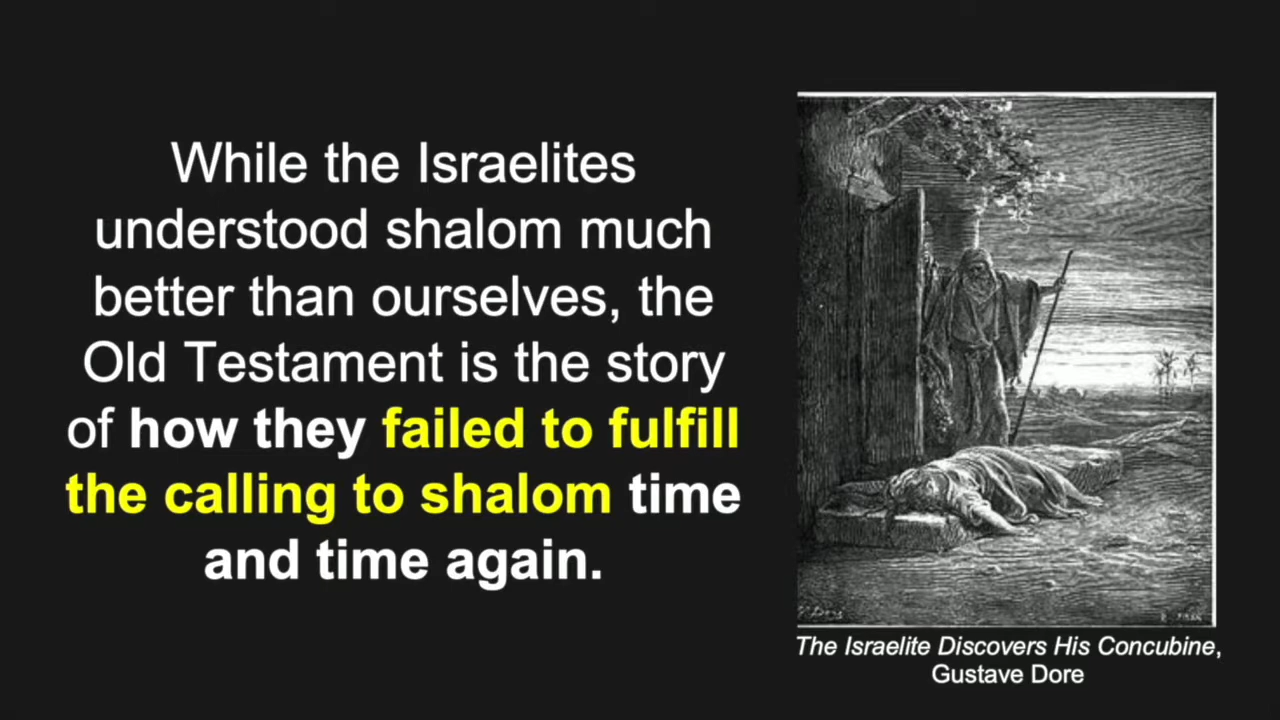 While the Israelites
understood shalom much
better than ourselves, the
Old Testament is the story
of how they failed to fulfill
the calling to shalom time
and time again.
The Israelite Discovers His Concubine,
Gustave Dore